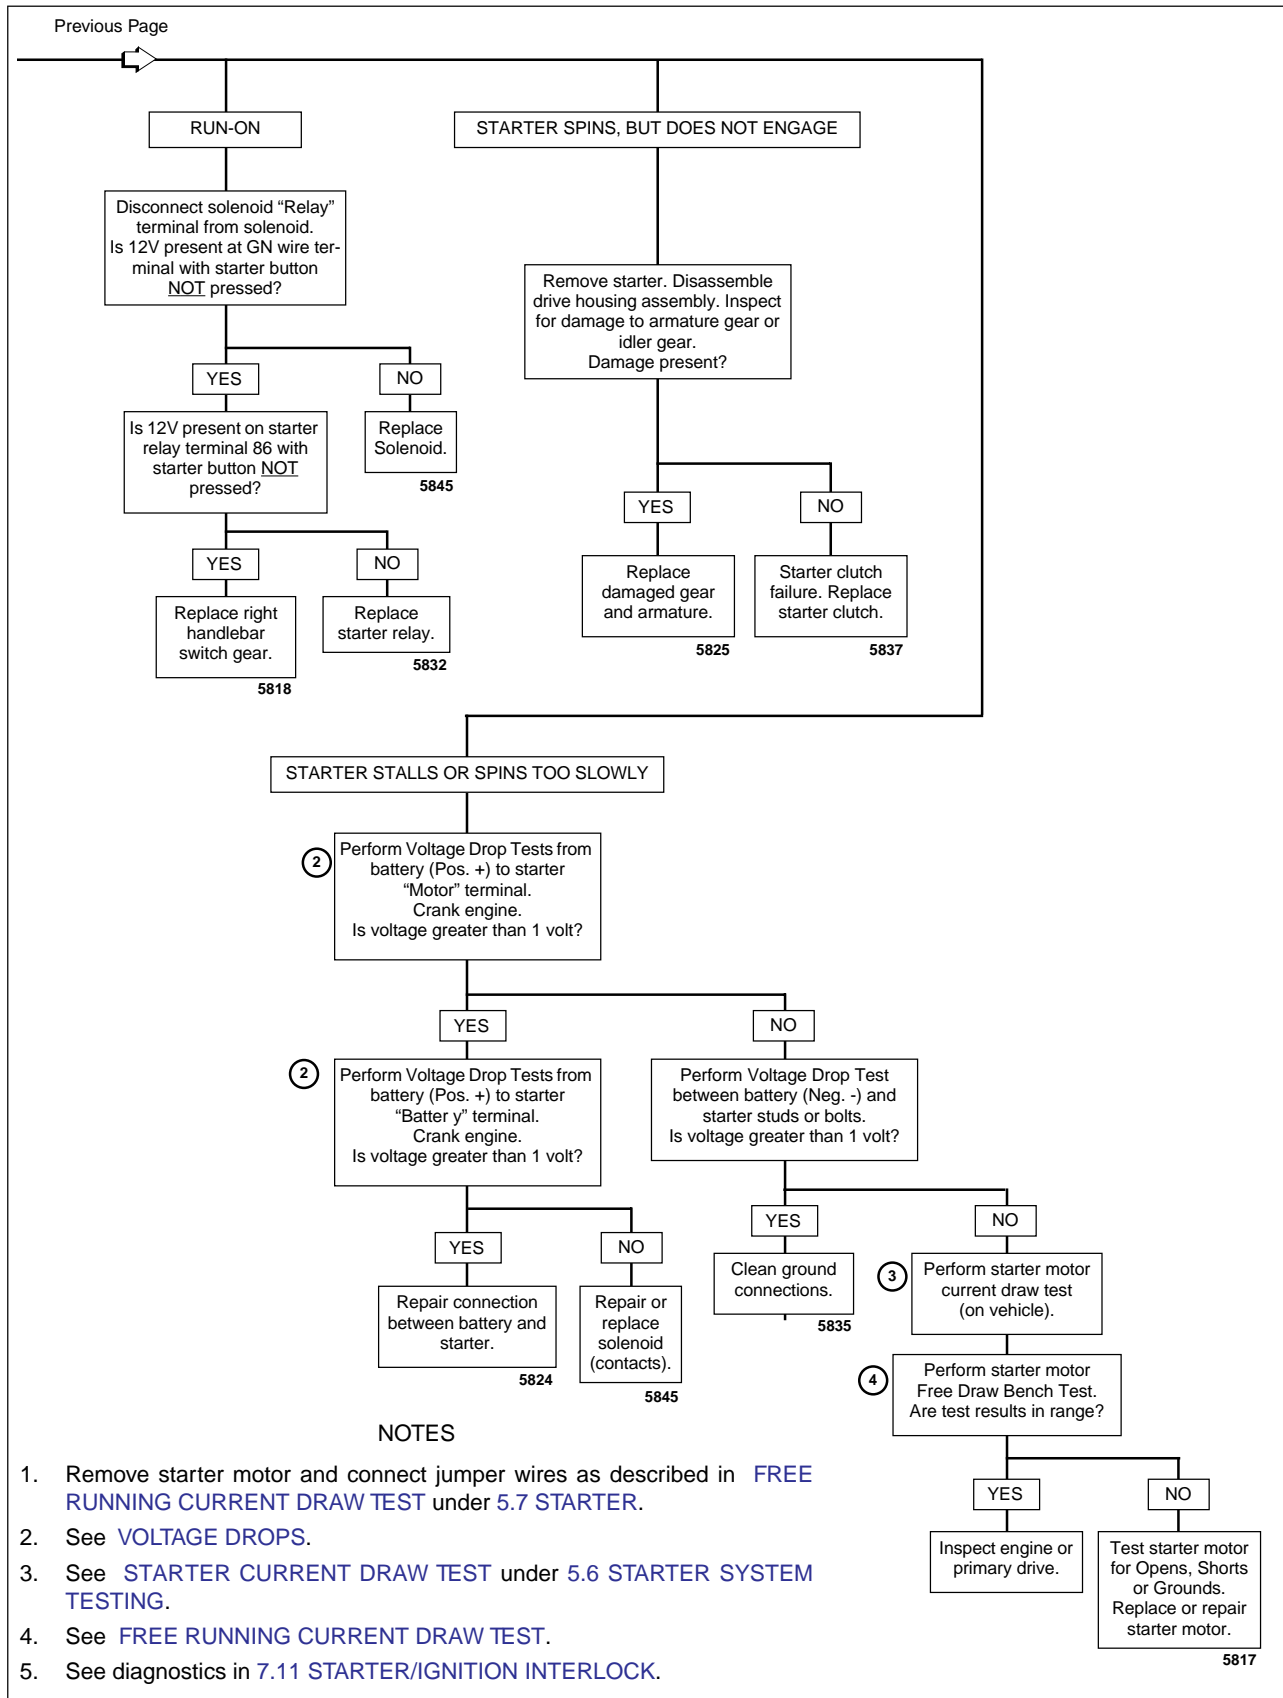 Previous Page
RUN-ON
Disconnect solenoid “Relay”
terminal from solenoid.
Is 12V present at GN wire ter-
minal with starter button
NOT pressed?
YES
NO
Is 12V present on starter
relay terminal 86 with
starter button NOT
pressed?
Replace
Solenoid.
5845
YES
NO
Replace right
handlebar
switch gear.
5818
Replace
starter relay.
5832
STARTER SPINS, BUT DOES NOT ENGAGE
Remove starter. Disassemble
drive housing assembly. Inspect
for damage to armature gear or
idler gear.
Damage present?
YES
NO
Replace
damaged gear
and armature.
5825
Starter clutch
failure. Replace
starter clutch.
5837
STARTER STALLS OR SPINS TOO SLOWLY
2
Perform Voltage Drop Tests from
battery (Pos. +) to starter
“Motor” terminal.
Crank engine.
Is voltage greater than 1 volt?
YES
NO
2
Perform Voltage Drop Tests from
battery (Pos. +) to starter
“Batter y” terminal.
Crank engine.
Is voltage greater than 1 volt?
Perform Voltage Drop Test
between battery (Neg. -) and
starter studs or bolts.
Is voltage greater than 1 volt?
YES
NO
Repair connection
between battery and
starter.
5824
Repair or
replace
solenoid
(contacts).
5845
YES
NO
Clean ground
connections.
5835
3
Perform starter motor
current draw test
(on vehicle).
4
Perform starter motor
Free Draw Bench Test.
Are test results in range?
YES
NO
Inspect engine or
primary drive.
Test starter motor
for Opens, Shorts
or Grounds.
Replace or repair
starter motor.
5817
NOTES
1. Remove starter motor and connect jumper wires as described in FREE
RUNNING CURRENT DRAW TEST under 5.7 STARTER.
2. See VOLTAGE DROPS.
3. See STARTER CURRENT DRAW TEST under 5.6 STARTER SYSTEM
TESTING.
4. See FREE RUNNING CURRENT DRAW TEST.
5. See diagnostics in 7.11 STARTER/IGNITION INTERLOCK.